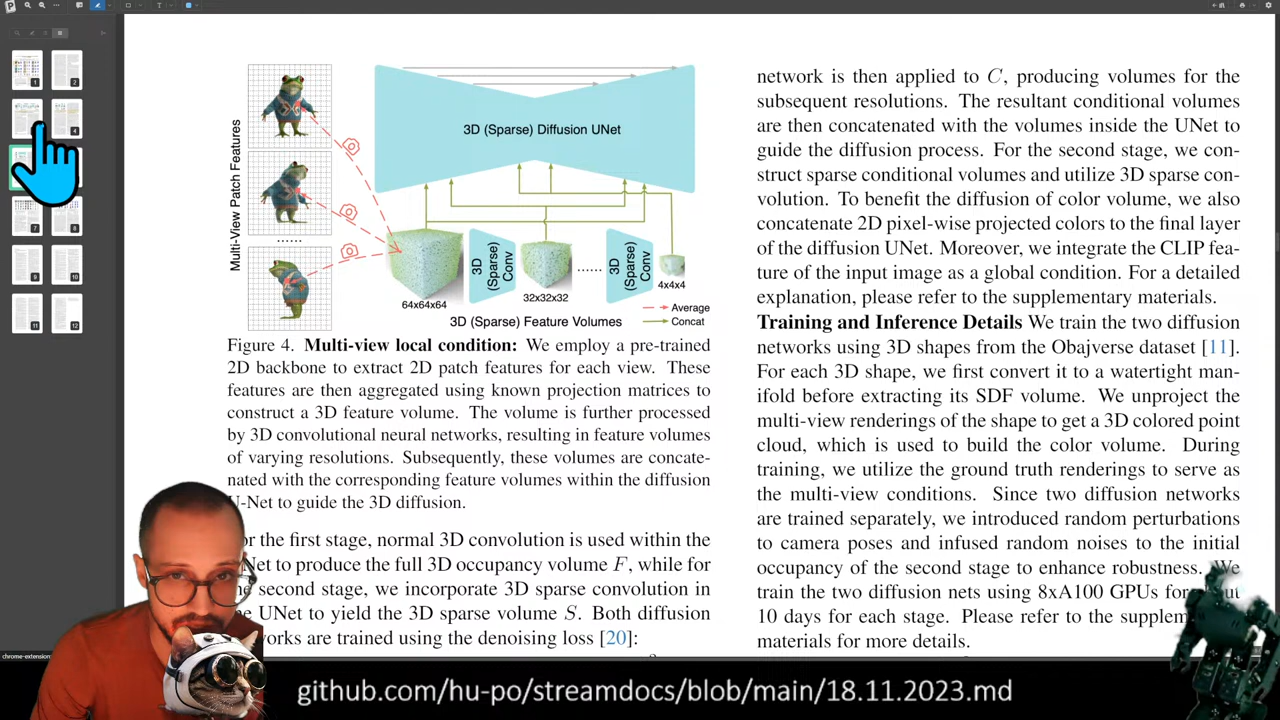 Multi-View Patch Features
......
3D (Sparse) Diffusion UNet
3D (Sparse) Conv
......
3D (Sparse) Conv
64x64x64
32x32x32
4x4x4
3D (Sparse) Feature Volumes
Average
Concat
Figure 4. Multi-view local condition: We employ a pre-trained
2D backbone to extract 2D patch features for each view. These
features are then aggregated using known projection matrices to
construct a 3D feature volume. The volume is further processed
by 3D convolutional neural networks, resulting in feature volumes
of varying resolutions. Subsequently, these volumes are concate-
nated with the corresponding feature volumes within the diffusion
U-Net to guide the 3D diffusion.
or the first stage, normal 3D convolution is used within the
Net to produce the full 3D occupancy volume F, while for
second stage, we incorporate 3D sparse convolution in
UNet to yield the 3D sparse volume S. Both diffusion
works are trained using the denoising loss [20]:
network is then applied to C, producing volumes for the
subsequent resolutions. The resultant conditional volumes
are then concatenated with the volumes inside the UNet to
guide the diffusion process. For the second stage, we con-
struct sparse conditional volumes and utilize 3D sparse con-
volution. To benefit the diffusion of color volume, we also
concatenate 2D pixel-wise projected colors to the final layer
of the diffusion UNet. Moreover, we integrate the CLIP fea-
ture of the input image as a global condition. For a detailed
explanation, please refer to the supplementary materials.
Training and Inference Details We train the two diffusion
networks using 3D shapes from the Obajverse dataset [11].
For each 3D shape, we first convert it to a watertight man-
ifold before extracting its SDF volume. We unproject the
multi-view renderings of the shape to get a 3D colored point
cloud, which is used to build the color volume. During
training, we utilize the ground truth renderings to serve as
the multi-view conditions. Since two diffusion networks
are trained separately, we introduced random perturbations
to camera poses and infused random noises to the initial
occupancy of the second stage to enhance robustness. We
train the two diffusion nets using 8xA100 GPUs for
10 days for each stage. Please refer to the
materials for more details.
github.com/hu-po/streamdocs/blob/main/18.11.2023.md